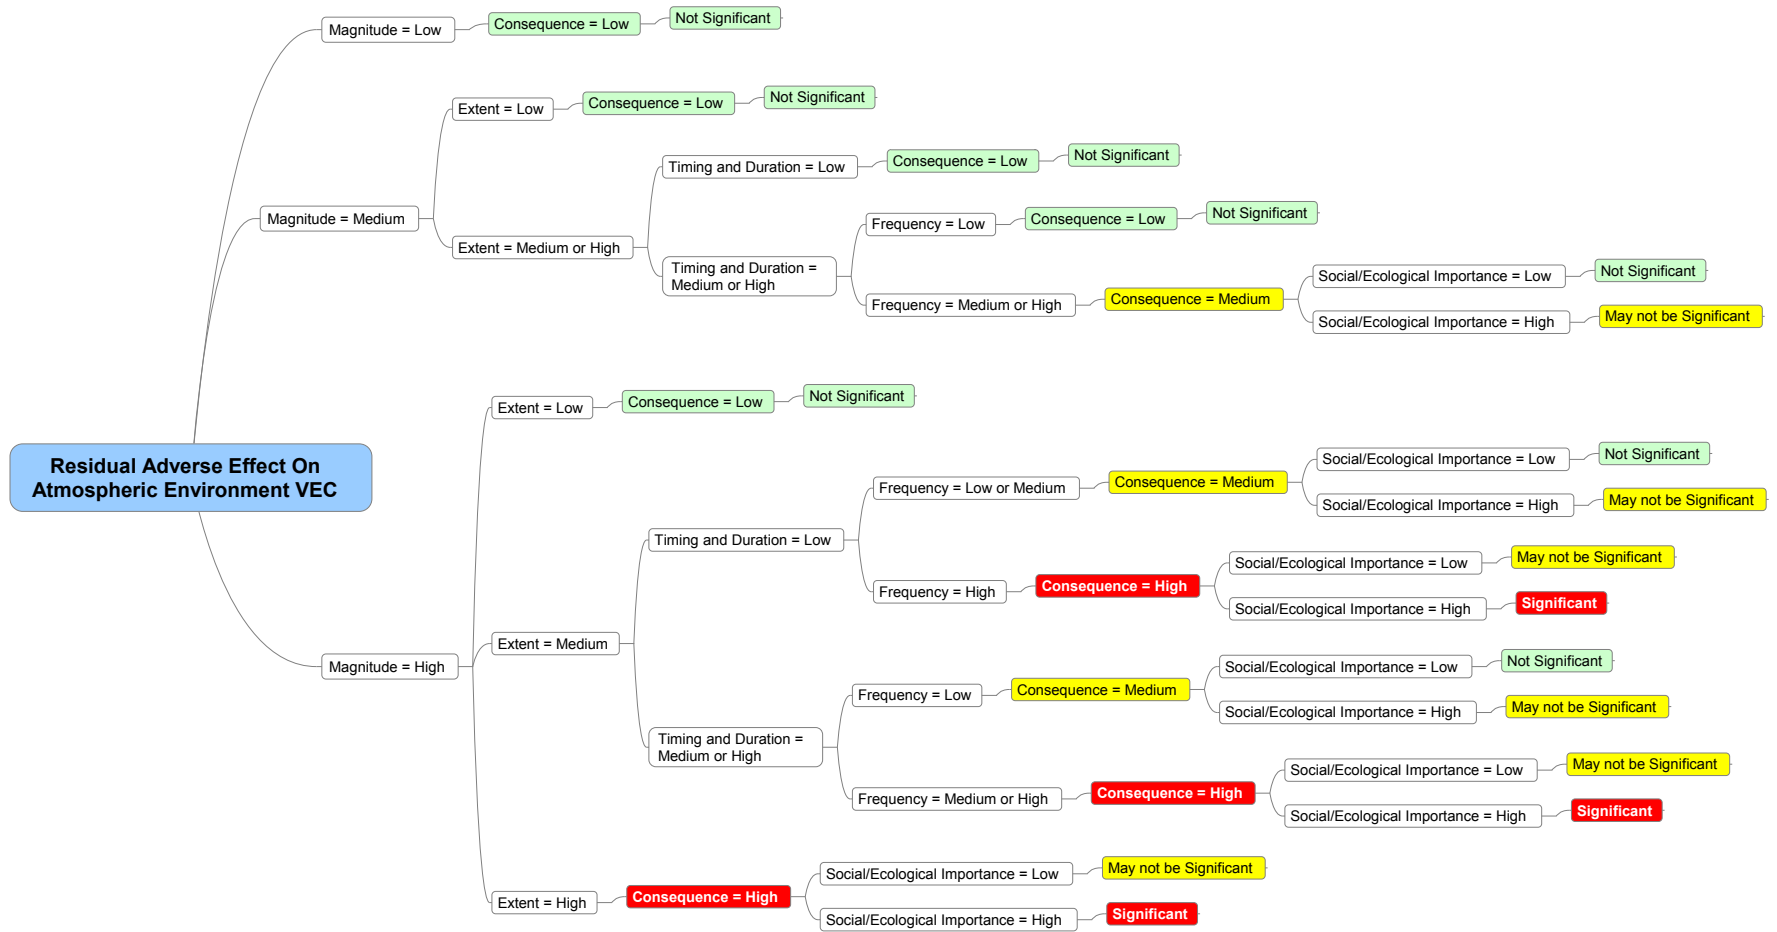 Magnitude = Low
Consequence = Low
Not Significant
Extent = Low
Consequence = Low
Not Significant
Timing and Duration = Low
Consequence = Low
Not Significant
Magnitude = Medium
Frequency = Low
Consequence = Low
Not Significant
Extent = Medium or High
Timing and Duration =
Medium or High
Social/Ecological Importance = Low
Not Significant
Frequency = Medium or High
Consequence = Medium
Social/Ecological Importance = High
May not be Significant
Extent = Low
Consequence = Low
Not Significant
Residual Adverse Effect On
Atmospheric Environment VEC
Social/Ecological Importance = Low
Not Significant
Frequency = Low or Medium
Consequence = Medium
Social/Ecological Importance = High
May not be Significant
Timing and Duration = Low
Social/Ecological Importance = Low
May not be Significant
Frequency = High
Consequence = High
Social/Ecological Importance = High
Significant
Extent = Medium
Magnitude = High
Social/Ecological Importance = Low
Not Significant
Frequency = Low
Consequence = Medium
Social/Ecological Importance = High
May not be Significant
Timing and Duration =
Medium or High
Social/Ecological Importance = Low
May not be Significant
Frequency = Medium or High
Consequence = High
Social/Ecological Importance = High
Significant
Social/Ecological Importance = Low
May not be Significant
Extent = High
Consequence = High
Social/Ecological Importance = High
Significant